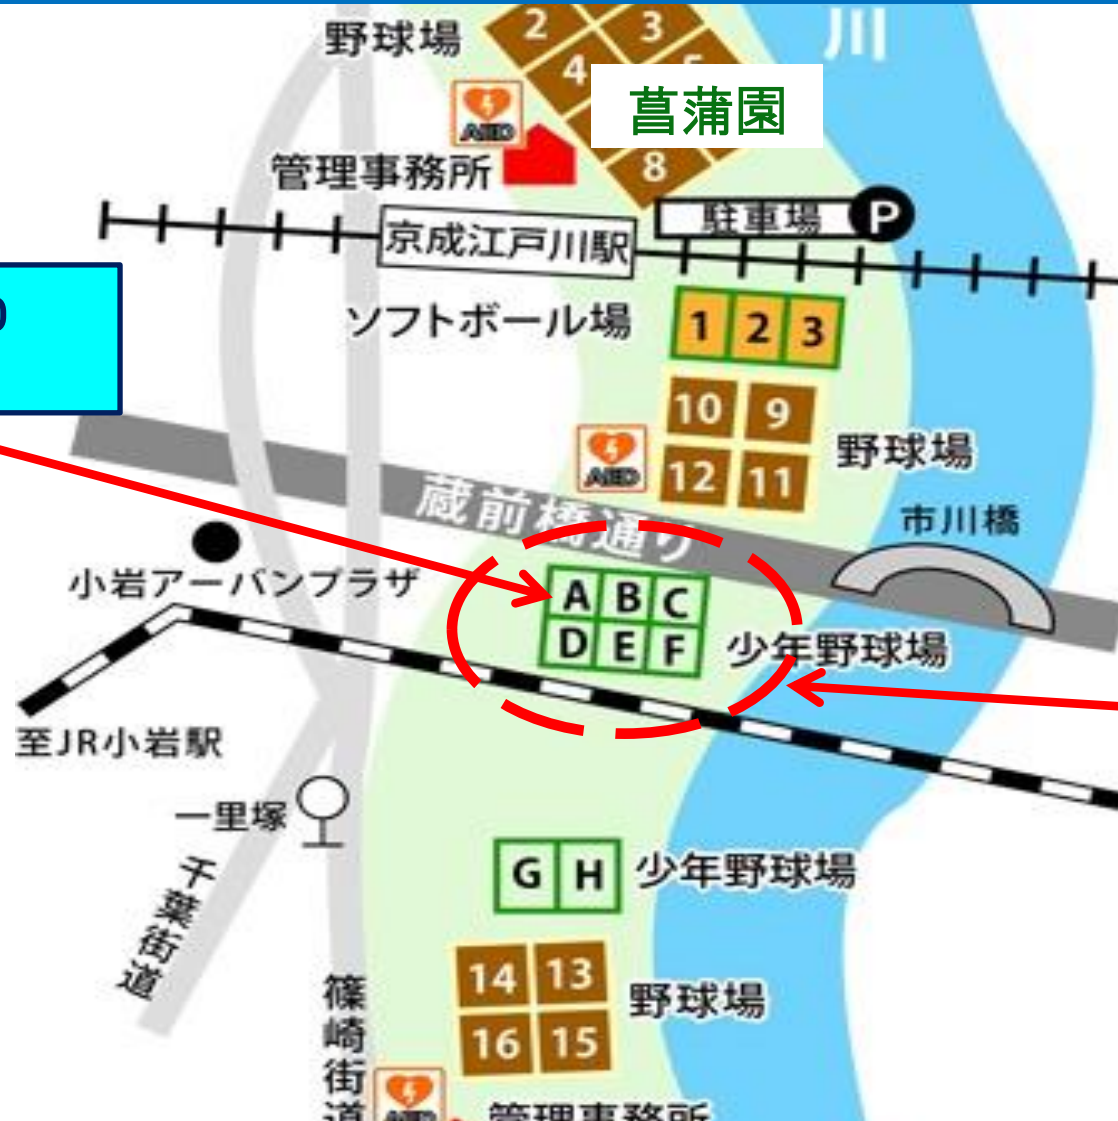 川
野球場
2
3
4
AED
菖蒲園
管理事務所
8
京成江戸川駅
駐車場
P
ソフトボール場
1
2
3
10
9
野球場
AED
12
11
蔵前橋通り
市川橋
小岩アーバンプラザ
A
B
C
D
E
F
少年野球場
至JR小岩駅
一里塚
G
H
少年野球場
千葉街道
14
13
野球場
16
15
篠崎街道
AED
管理事務所